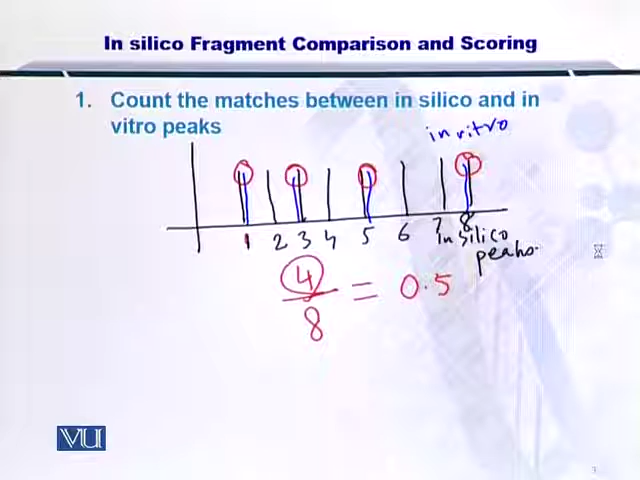 In silico Fragment Comparison and Scoring
1. Count the matches between in silico and in
vitro peaks
in vitro
1 2 3 4 5 6 7 8
in silico
peaks.
4
8
= 0.5
VU
3